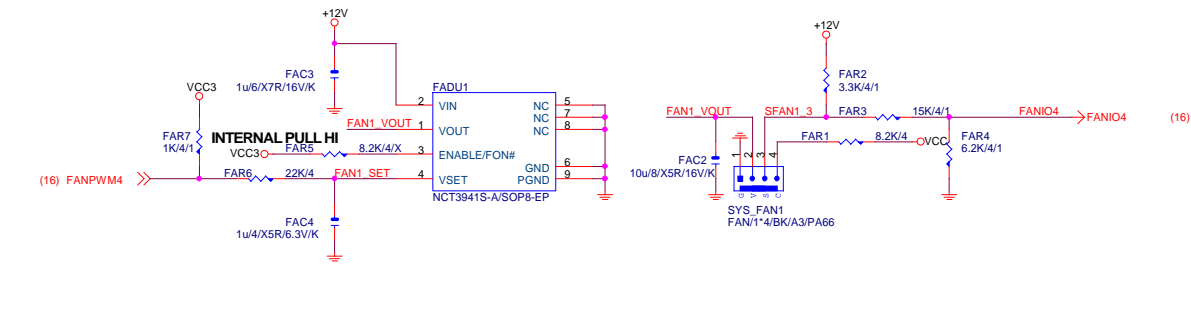 +12V
FAC3
1u/6/X7R/16V/K
VCC3
FAR7
1K/4/1
INTERNAL PULL HI
FAN1_VOUT
VCC3
FAR5
8.2K/4/X
(16) FANPWM4
FAR6
22K/4
FAN1_SET
FAC4
1u/4/X5R/6.3V/K
FADU1
2
VIN
1
VOUT
3
ENABLE/FON#
4
VSET
NC
5
NC
7
NC
8
GND
6
PGND
9
NCT3941S-A/SOP8-EP
+12V
FAR2
3.3K/4/1
FAN1_VOUT
SFAN1_3
FAR3
15K/4/1
FANIO4
FANIO4
(16)
FAR1
8.2K/4
VCC
FAR4
6.2K/4/1
FAC2
10u/8/X5R/16V/K
1
2
3
4
G
V
S
C
SYS_FAN1
FAN/1*4/BK/A3/PA66